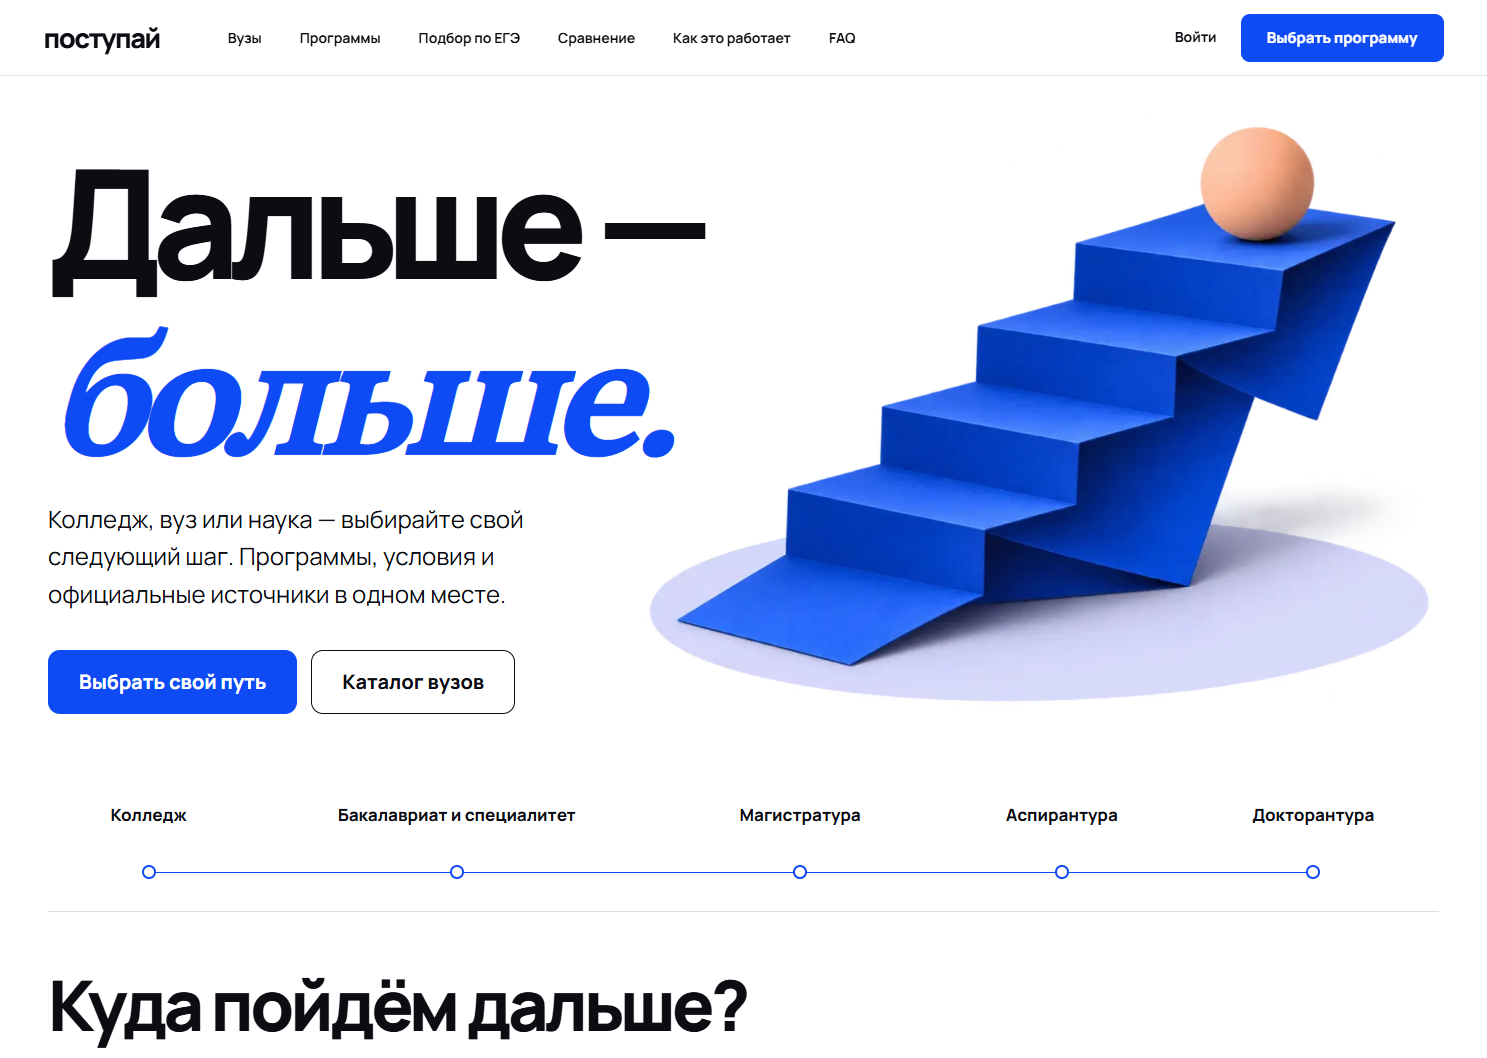 поступай
Вузы
Программы
Подбор по ЕГЭ
Сравнение
Как это работает
FAQ
Войти
Выбрать программу
Дальше —
больше.
Колледж, вуз или наука — выбирайте свой
следующий шаг. Программы, условия и
официальные источники в одном месте.
Выбрать свой путь
Каталог вузов
Колледж
Бакалавриат и специалитет
Магистратура
Аспирантура
Докторантура
Куда пойдём дальше?